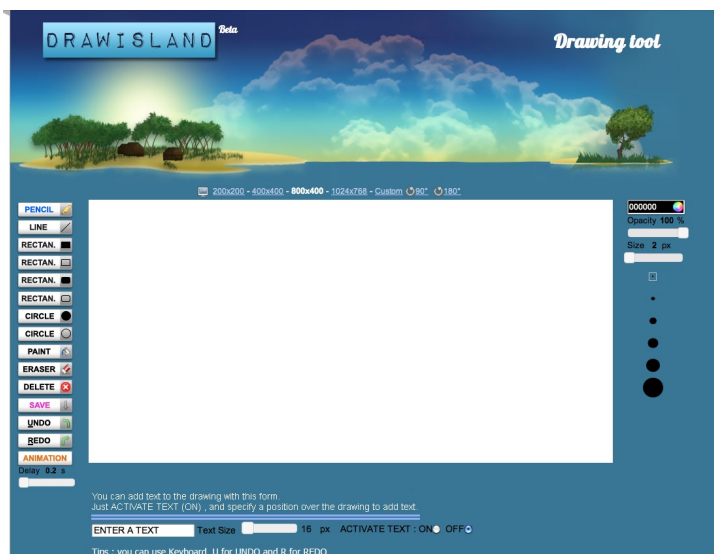 DRAWISLAND Beta
Drawing tool
200x200 - 400x400 - 800x400 - 1024x768 - Custom 90° 180°
PENCIL
LINE
RECTAN.
RECTAN.
RECTAN.
RECTAN.
CIRCLE
CIRCLE
PAINT
ERASER
DELETE
SAVE
UNDO
REDO
ANIMATION
Delay 0.2 s
000000
Opacity 100 %
Size 2 px
You can add text to the drawing with this form
Just ACTIVATE TEXT (ON) , and specify a position over the drawing to add text.
ENTER A TEXT Text Size 16 px ACTIVATE TEXT : ON OFF
Tips : you can use Keyboard U for UNDO and R for REDO